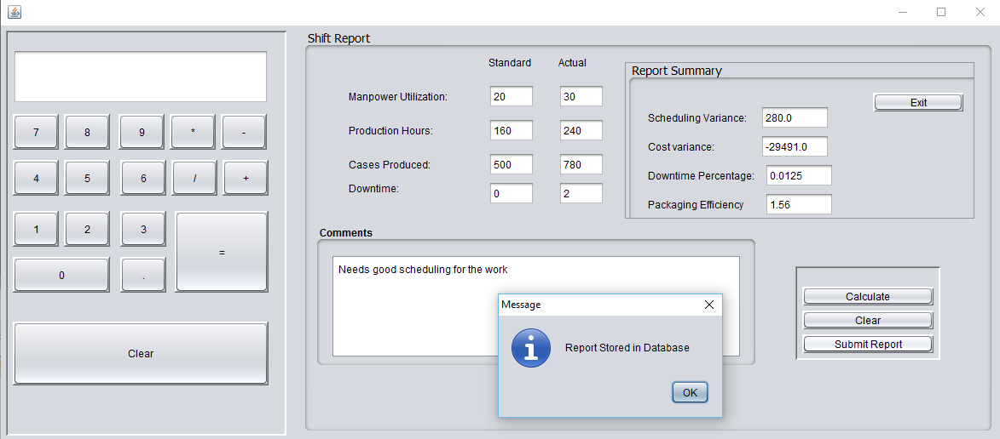 7 8 9 * -
4 5 6 / +
1 2 3 =
0 .
Clear
Shift Report
Standard Actual
Manpower Utilization: 20 30
Production Hours: 160 240
Cases Produced: 500 780
Downtime: 0 2
Report Summary
Exit
Scheduling Variance: 280.0
Cost variance: -29491.0
Downtime Percentage: 0.0125
Packaging Efficiency 1.56
Comments
Needs good scheduling for the work
Message
Report Stored in Database
OK
Calculate
Clear
Submit Report